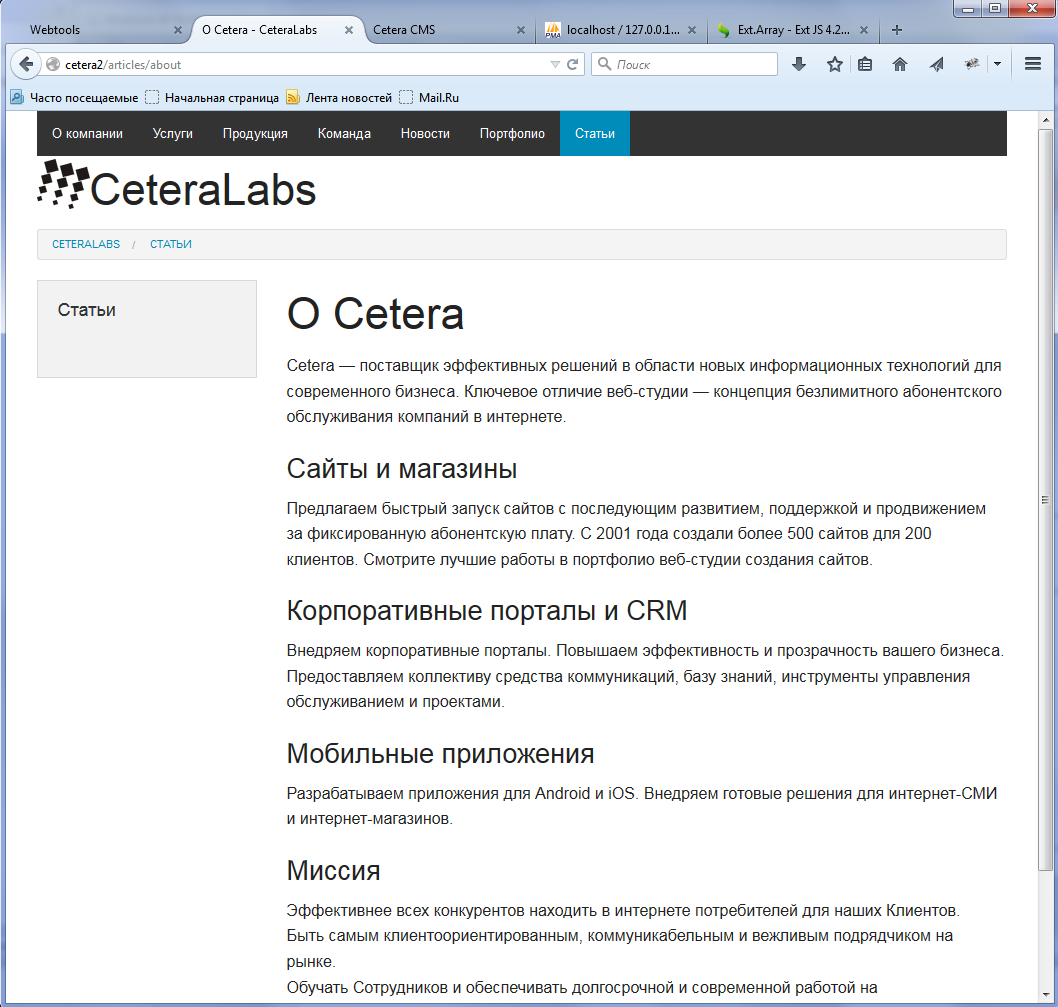 Webtools
О Cetera - CeteraLabs
Cetera CMS
localhost / 127.0.0.1...
Ext.Array - Ext JS 4.2...
cetera2/articles/about
Поиск
Часто посещаемые
Начальная страница
Лента новостей
Mail.Ru
О компании
Услуги
Продукция
Команда
Новости
Портфолио
Статьи
CeteraLabs
CETERALABS / СТАТЬИ
Статьи
О Cetera
Cetera — поставщик эффективных решений в области новых информационных технологий для
современного бизнеса. Ключевое отличие веб-студии — концепция безлимитного абонентского
обслуживания компаний в интернете.
Сайты и магазины
Предлагаем быстрый запуск сайтов с последующим развитием, поддержкой и продвижением
за фиксированную абонентскую плату. С 2001 года создали более 500 сайтов для 200
клиентов. Смотрите лучшие работы в портфолио веб-студии создания сайтов.
Корпоративные порталы и CRM
Внедряем корпоративные порталы. Повышаем эффективность и прозрачность вашего бизнеса.
Предоставляем коллективу средства коммуникаций, базу знаний, инструменты управления
обслуживанием и проектами.
Мобильные приложения
Разрабатываем приложения для Android и iOS. Внедряем готовые решения для интернет-СМИ
и интернет-магазинов.
Миссия
Эффективнее всех конкурентов находить в интернете потребителей для наших Клиентов.
Быть самым клиентоориентированным, коммуникабельным и вежливым подрядчиком на
рынке.
Обучать Сотрудников и обеспечивать долгосрочной и современной работой на